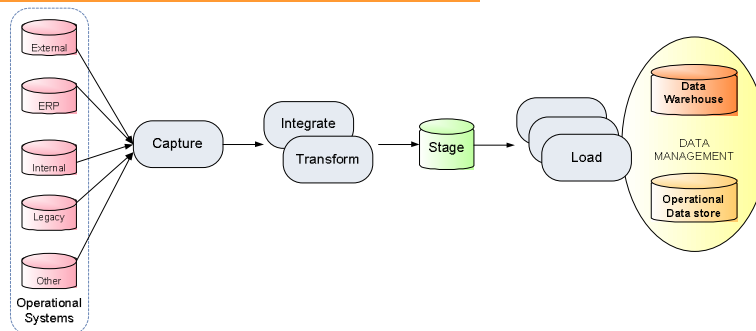 External
ERP
Internal
Legacy
Other
Operational
Systems
Capture
Integrate
Transform
Stage
Load
Data
Warehouse
DATA
MANAGEMENT
Operational
Data store